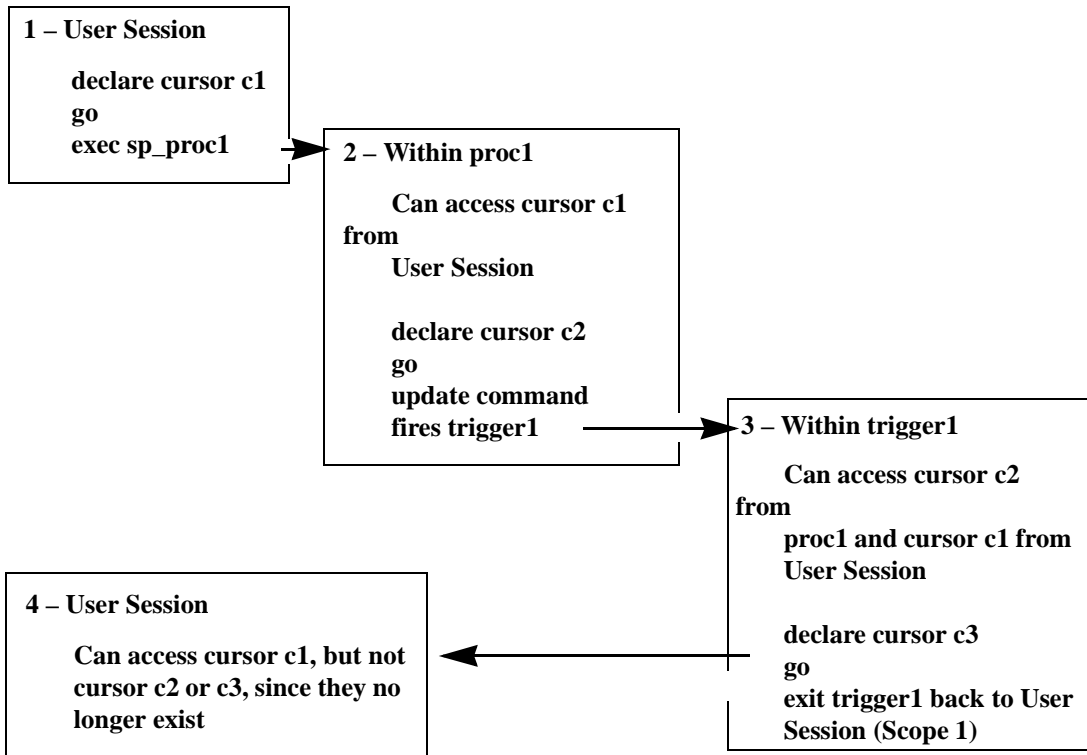 1 – User Session
declare cursor c1
go
exec sp_proc1
2 – Within proc1
Can access cursor c1
from
User Session
declare cursor c2
go
update command
fires trigger1
3 – Within trigger1
Can access cursor c2
from
proc1 and cursor c1 from
User Session
declare cursor c3
go
exit trigger1 back to User
Session (Scope 1)
4 – User Session
Can access cursor c1, but not
cursor c2 or c3, since they no
longer exist